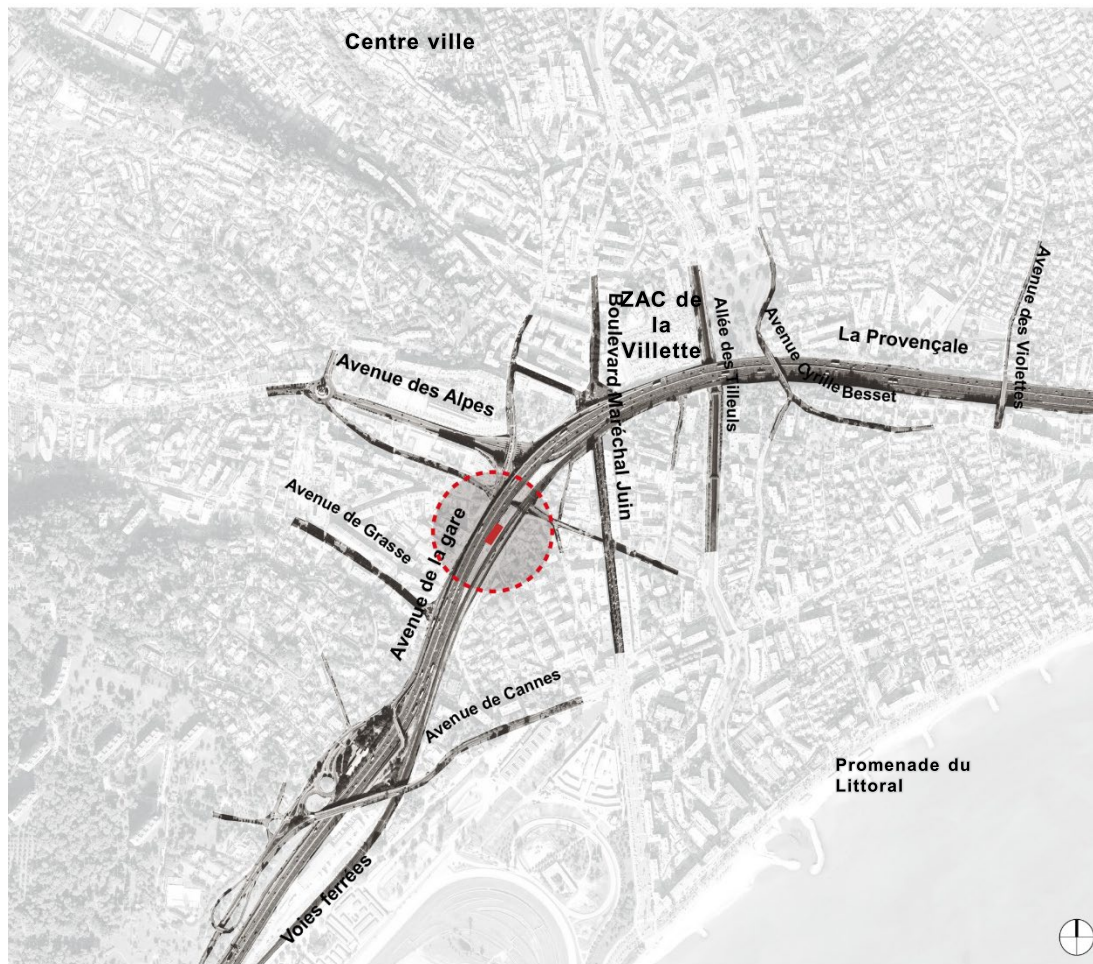 Centre ville
ZAC de
la
Villette
Boulevard Maréchal Juin
Allée des Tilleuls
Avenue Cyrille Besset
La Provençale
Avenue des Violettes
Avenue des Alpes
Avenue de Grasse
Avenue de la gare
Avenue de Cannes
Promenade du
Littoral
Voies ferrées